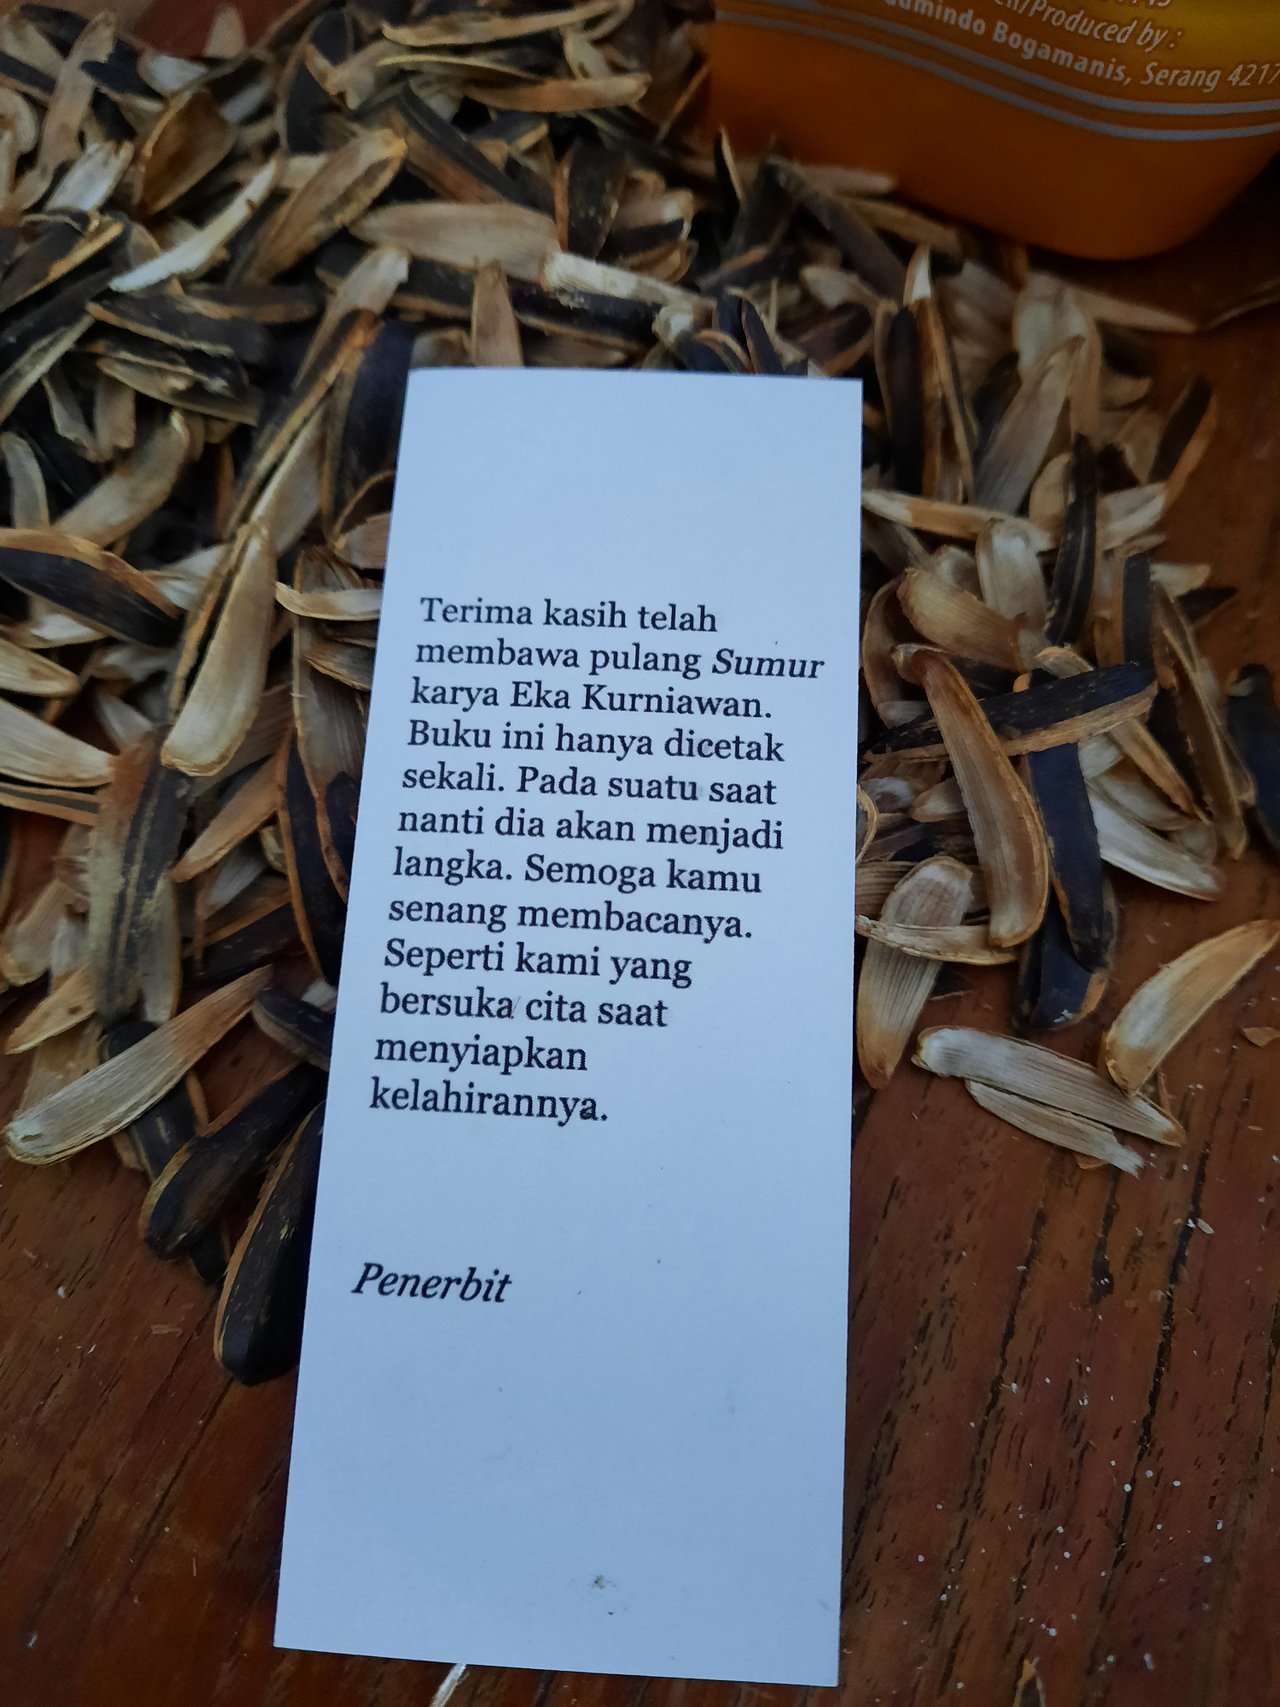 Produced by :
Bogamanis, Serang
Terima kasih telah
membawa pulang Sumur
karya Eka Kurniawan.
Buku ini hanya dicetak
sekali. Pada suatu saat
nanti dia akan menjadi
langka. Semoga kamu
senang membacanya.
Seperti kami yang
bersuka cita saat
menyiapkan
kelahirannya.
Penerbit